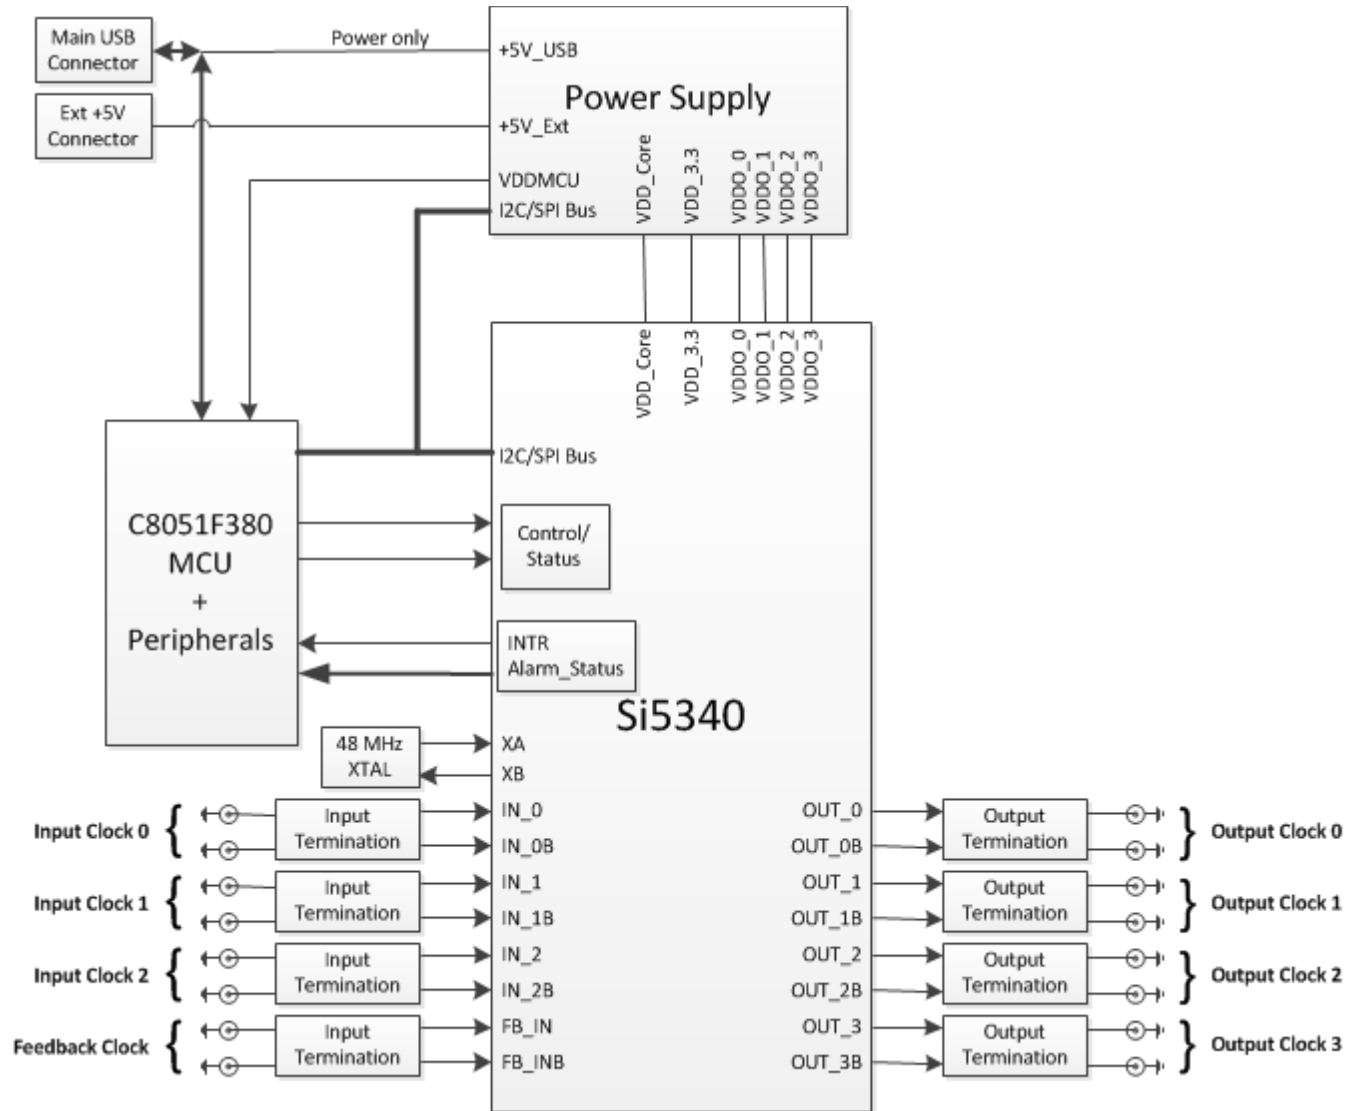 Main USB
Connector
Power only
+5V_USB
Power Supply
Ext +5V
Connector
+5V_Ext
VDDMCU
I2C/SPI Bus
VDD_Core
VDD_3.3
VDDO_0
VDDO_1
VDDO_2
VDDO_3
VDD_Core
VDD_3.3
VDDO_0
VDDO_1
VDDO_2
VDDO_3
I2C/SPI Bus
C8051F380
MCU
+
Peripherals
Control/
Status
INTR
Alarm_Status
Si5340
48 MHz
XTAL
XA
XB
Input Clock 0
Input
Termination
IN_0
IN_0B
OUT_0
OUT_0B
Output
Termination
Output Clock 0
Input Clock 1
Input
Termination
IN_1
IN_1B
OUT_1
OUT_1B
Output
Termination
Output Clock 1
Input Clock 2
Input
Termination
IN_2
IN_2B
OUT_2
OUT_2B
Output
Termination
Output Clock 2
Feedback Clock
Input
Termination
FB_IN
FB_INB
OUT_3
OUT_3B
Output
Termination
Output Clock 3